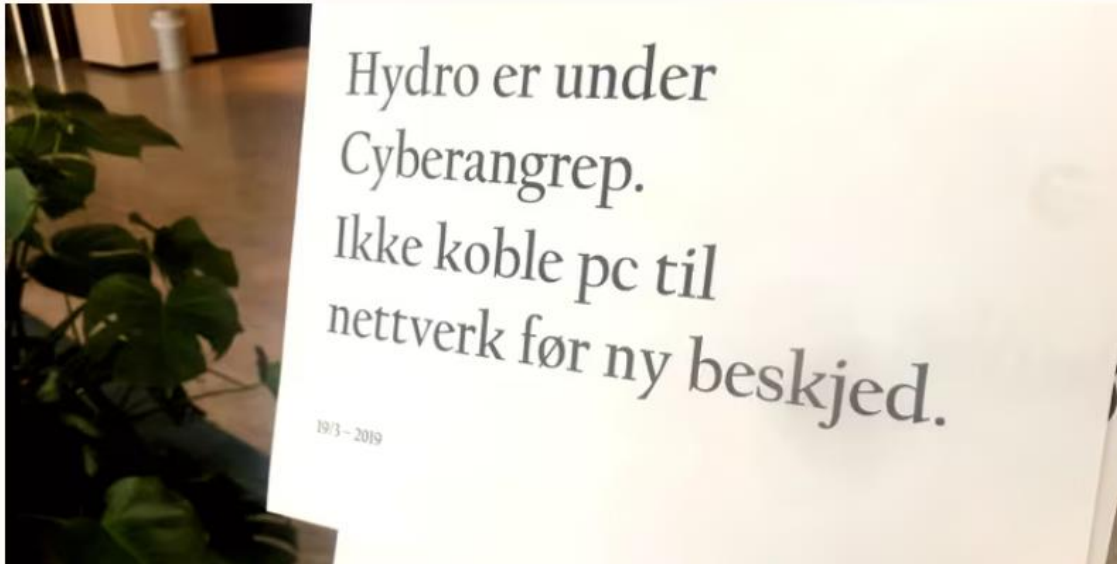 Hydro er under
Cyberangrep.
Ikke koble pc til
nettverk før ny beskjed.
19/3 – 2019